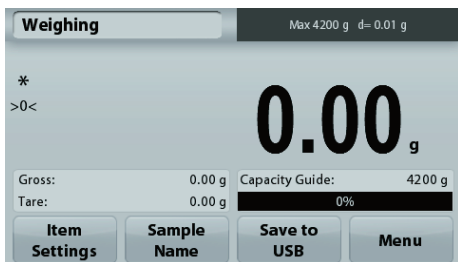 Weighing
Max 4200 g d= 0.01 g
*
>0<
0.00 g
Gross: 0.00 g
Tare: 0.00 g
Capacity Guide: 4200 g
0%
Item Settings
Sample Name
Save to USB
Menu